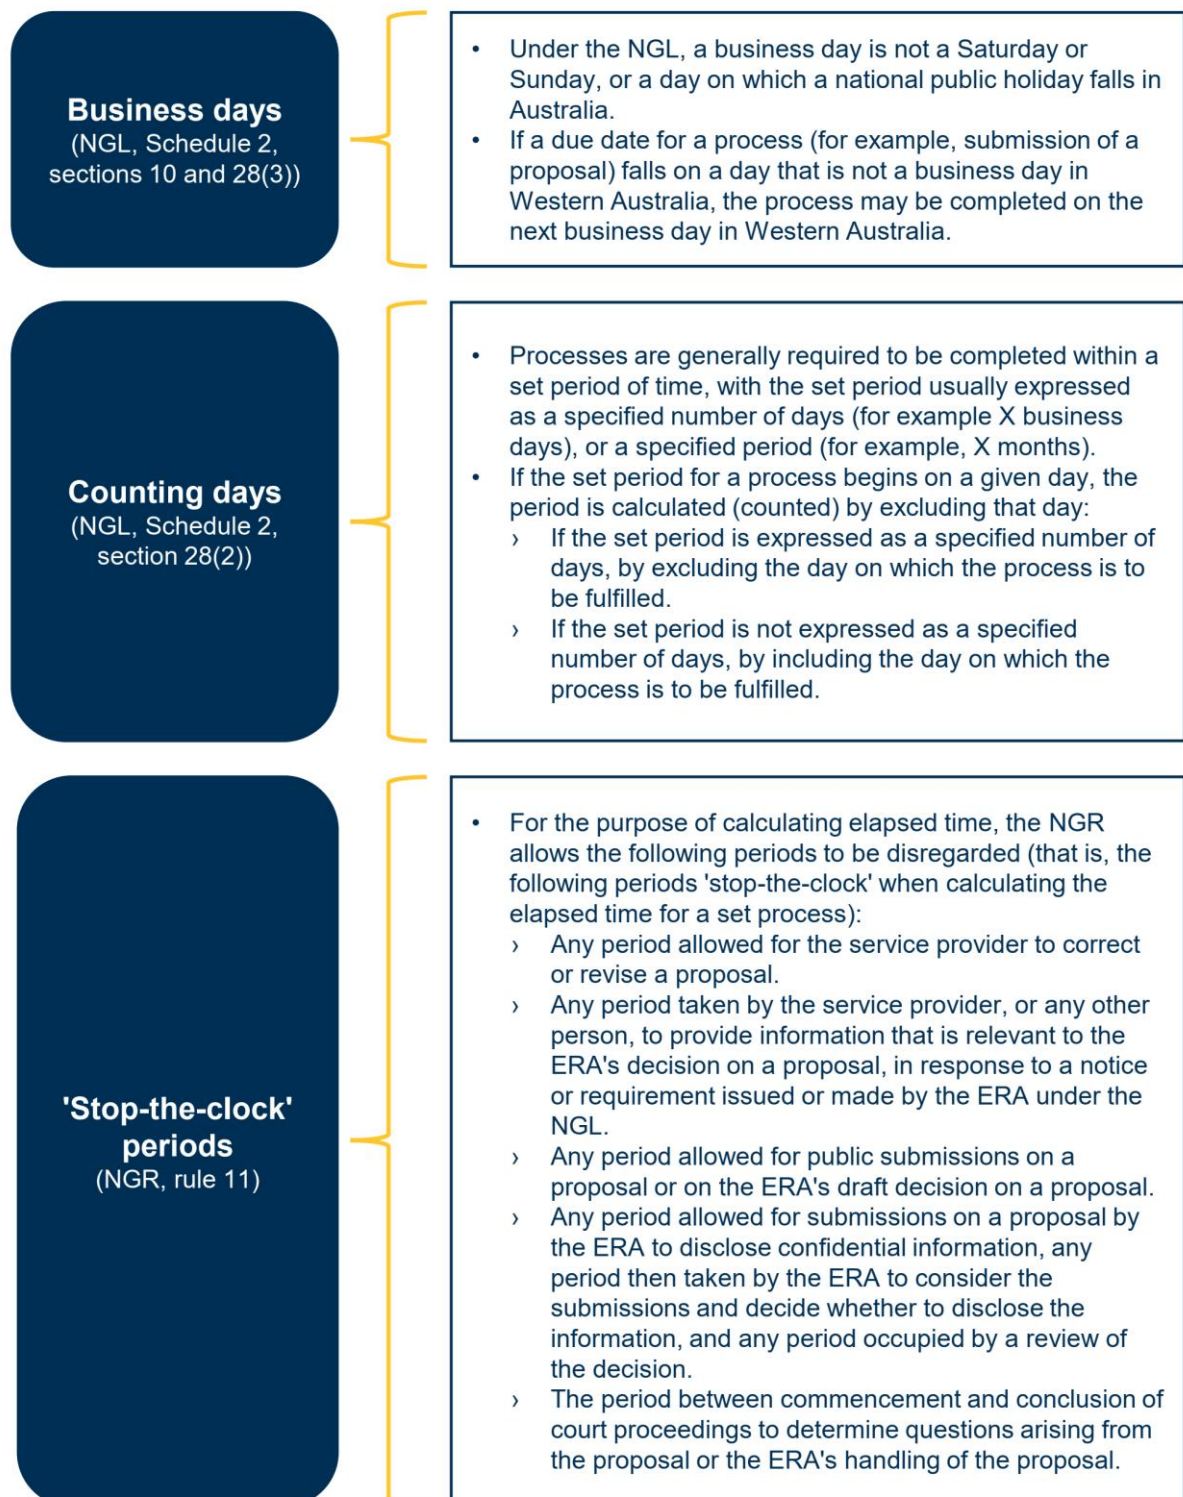 Business days
(NGL, Schedule 2,
sections 10 and 28(3))
• Under the NGL, a business day is not a Saturday or
Sunday, or a day on which a national public holiday falls in
Australia.
• If a due date for a process (for example, submission of a
proposal) falls on a day that is not a business day in
Western Australia, the process may be completed on the
next business day in Western Australia.
Counting days
(NGL, Schedule 2,
section 28(2))
• Processes are generally required to be completed within a
set period of time, with the set period usually expressed
as a specified number of days (for example X business
days), or a specified period (for example, X months).
• If the set period for a process begins on a given day, the
period is calculated (counted) by excluding that day:
› If the set period is expressed as a specified number of
days, by excluding the day on which the process is to
be fulfilled.
› If the set period is not expressed as a specified
number of days, by including the day on which the
process is to be fulfilled.
'Stop-the-clock'
periods
(NGR, rule 11)
• For the purpose of calculating elapsed time, the NGR
allows the following periods to be disregarded (that is, the
following periods 'stop-the-clock' when calculating the
elapsed time for a set process):
› Any period allowed for the service provider to correct
or revise a proposal.
› Any period taken by the service provider, or any other
person, to provide information that is relevant to the
ERA's decision on a proposal, in response to a notice
or requirement issued or made by the ERA under the
NGL.
› Any period allowed for public submissions on a
proposal or on the ERA's draft decision on a proposal.
› Any period allowed for submissions on a proposal by
the ERA to disclose confidential information, any
period then taken by the ERA to consider the
submissions and decide whether to disclose the
information, and any period occupied by a review of
the decision.
› The period between commencement and conclusion of
court proceedings to determine questions arising from
the proposal or the ERA's handling of the proposal.